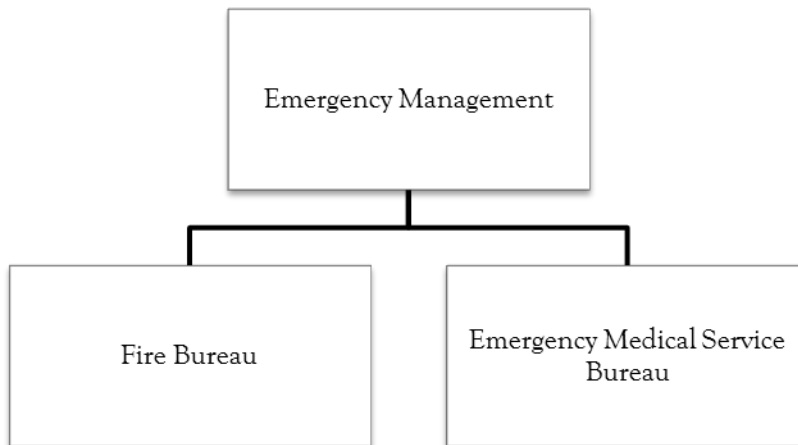 Emergency Management
Fire Bureau
Emergency Medical Service
Bureau